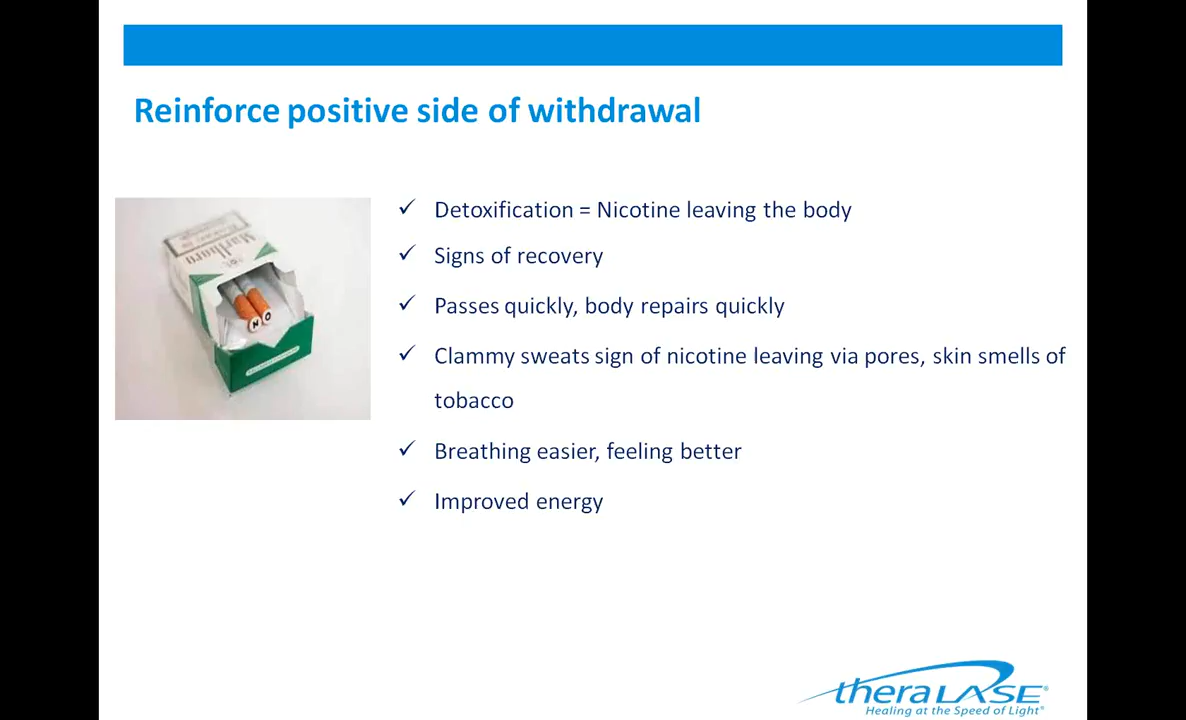 Reinforce positive side of withdrawal
Marlboro
N O
✓ Detoxification = Nicotine leaving the body
✓ Signs of recovery
✓ Passes quickly, body repairs quickly
✓ Clammy sweats sign of nicotine leaving via pores, skin smells of
tobacco
✓ Breathing easier, feeling better
✓ Improved energy
theraLASE®
Healing at the Speed of Light®